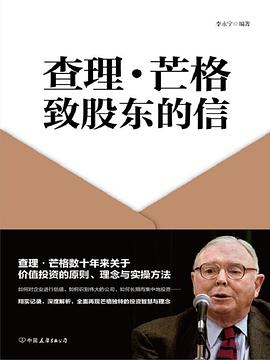 李永宁 编著
查理·芒格
致股东的信
查理·芒格数十年来关于
价值投资的原则、理念与实操方法
如何对企业进行估值、如何识别伟大的公司、如何长期而集中地投资……
翔实记录，深度解析，全面再现芒格独特的投资智慧与理念
中国友谊出版公司